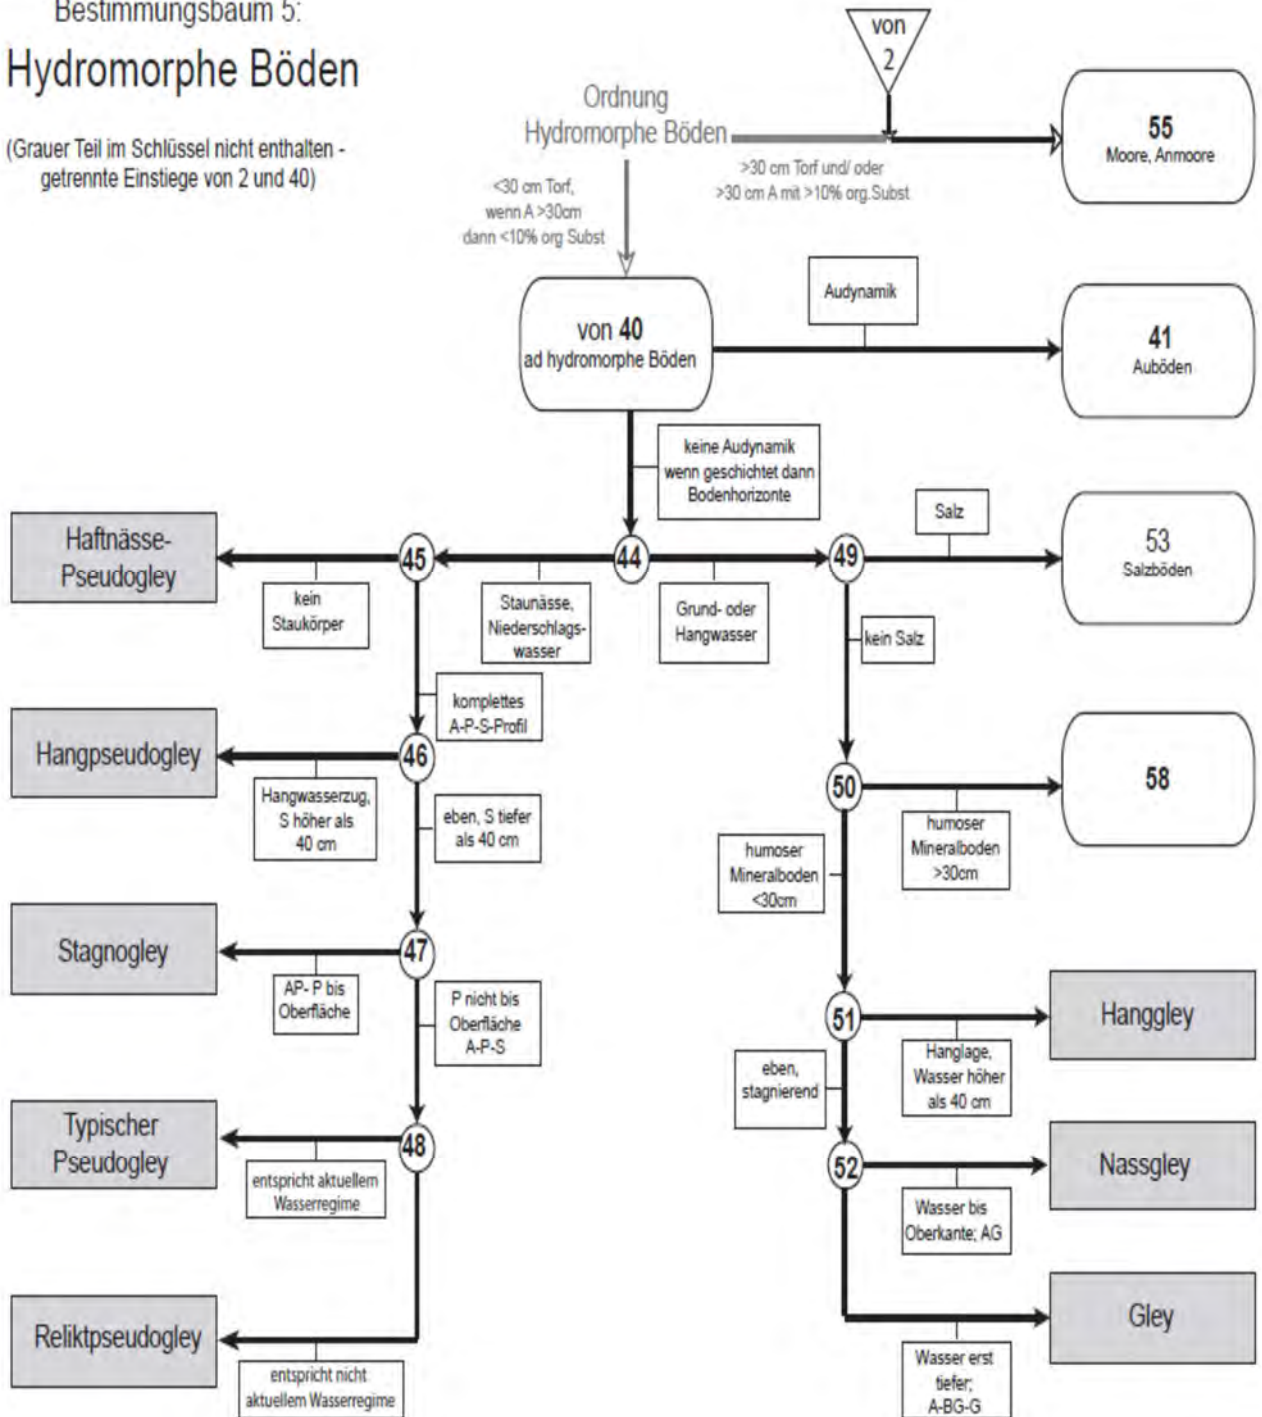 Bestimmungsbaum 5:
Hydromorphe Böden
(Grauer Teil im Schlüssel nicht enthalten -
getrennte Einstiege von 2 und 40)
von
2
Ordnung
Hydromorphe Böden
>30 cm Torf und/ oder
>30 cm A mit >10% org.Subst
55
Moore, Anmoore
<30 cm Torf,
wenn A >30cm
dann <10% org Subst
von 40
ad hydromorphe Böden
Audynamik
41
Auböden
keine Audynamik
wenn geschichtet dann
Bodenhorizonte
Haftnässe-
Pseudogley
kein
Staukörper
45
Staunässe,
Niederschlags-
wasser
44
Grund- oder
Hangwasser
49
Salz
53
Salzböden
kein Salz
komplettes
A-P-S-Profil
Hangpseudogley
Hangwasserzug,
S höher als
40 cm
46
eben, S tiefer
als 40 cm
50
humoser
Mineralboden
>30cm
58
humoser
Mineralboden
<30cm
Stagnogley
AP- P bis
Oberfläche
47
P nicht bis
Oberfläche
A-P-S
51
Hanglage,
Wasser höher
als 40 cm
Hanggley
eben,
stagnierend
Typischer
Pseudogley
entspricht aktuellem
Wasserregime
48
52
Wasser bis
Oberkante; AG
Nassgley
Reliktpseudogley
entspricht nicht
aktuellem Wasserregime
Wasser erst
tiefer;
A-BG-G
Gley